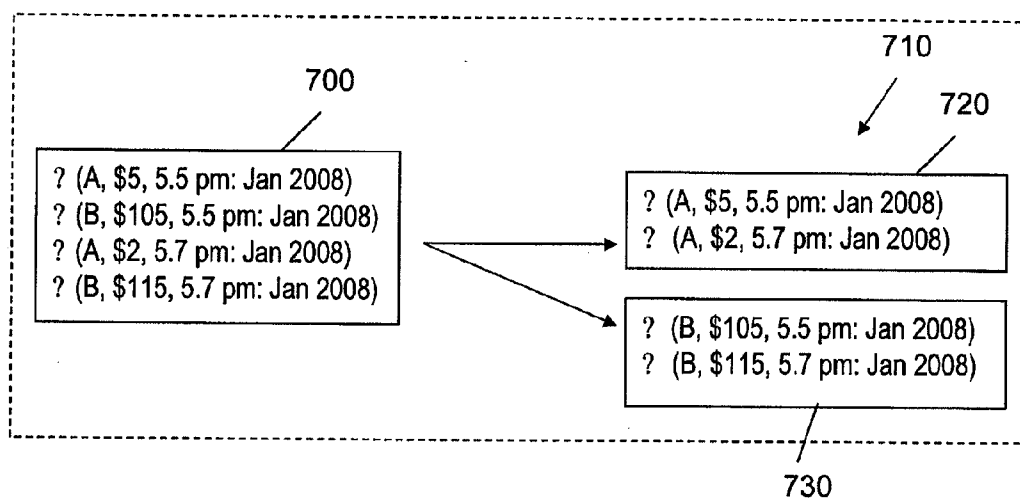 700
? (A, $5, 5.5 pm: Jan 2008)
? (B, $105, 5.5 pm: Jan 2008)
? (A, $2, 5.7 pm: Jan 2008)
? (B, $115, 5.7 pm: Jan 2008)
710
720
? (A, $5, 5.5 pm: Jan 2008)
? (A, $2, 5.7 pm: Jan 2008)
? (B, $105, 5.5 pm: Jan 2008)
? (B, $115, 5.7 pm: Jan 2008)
730